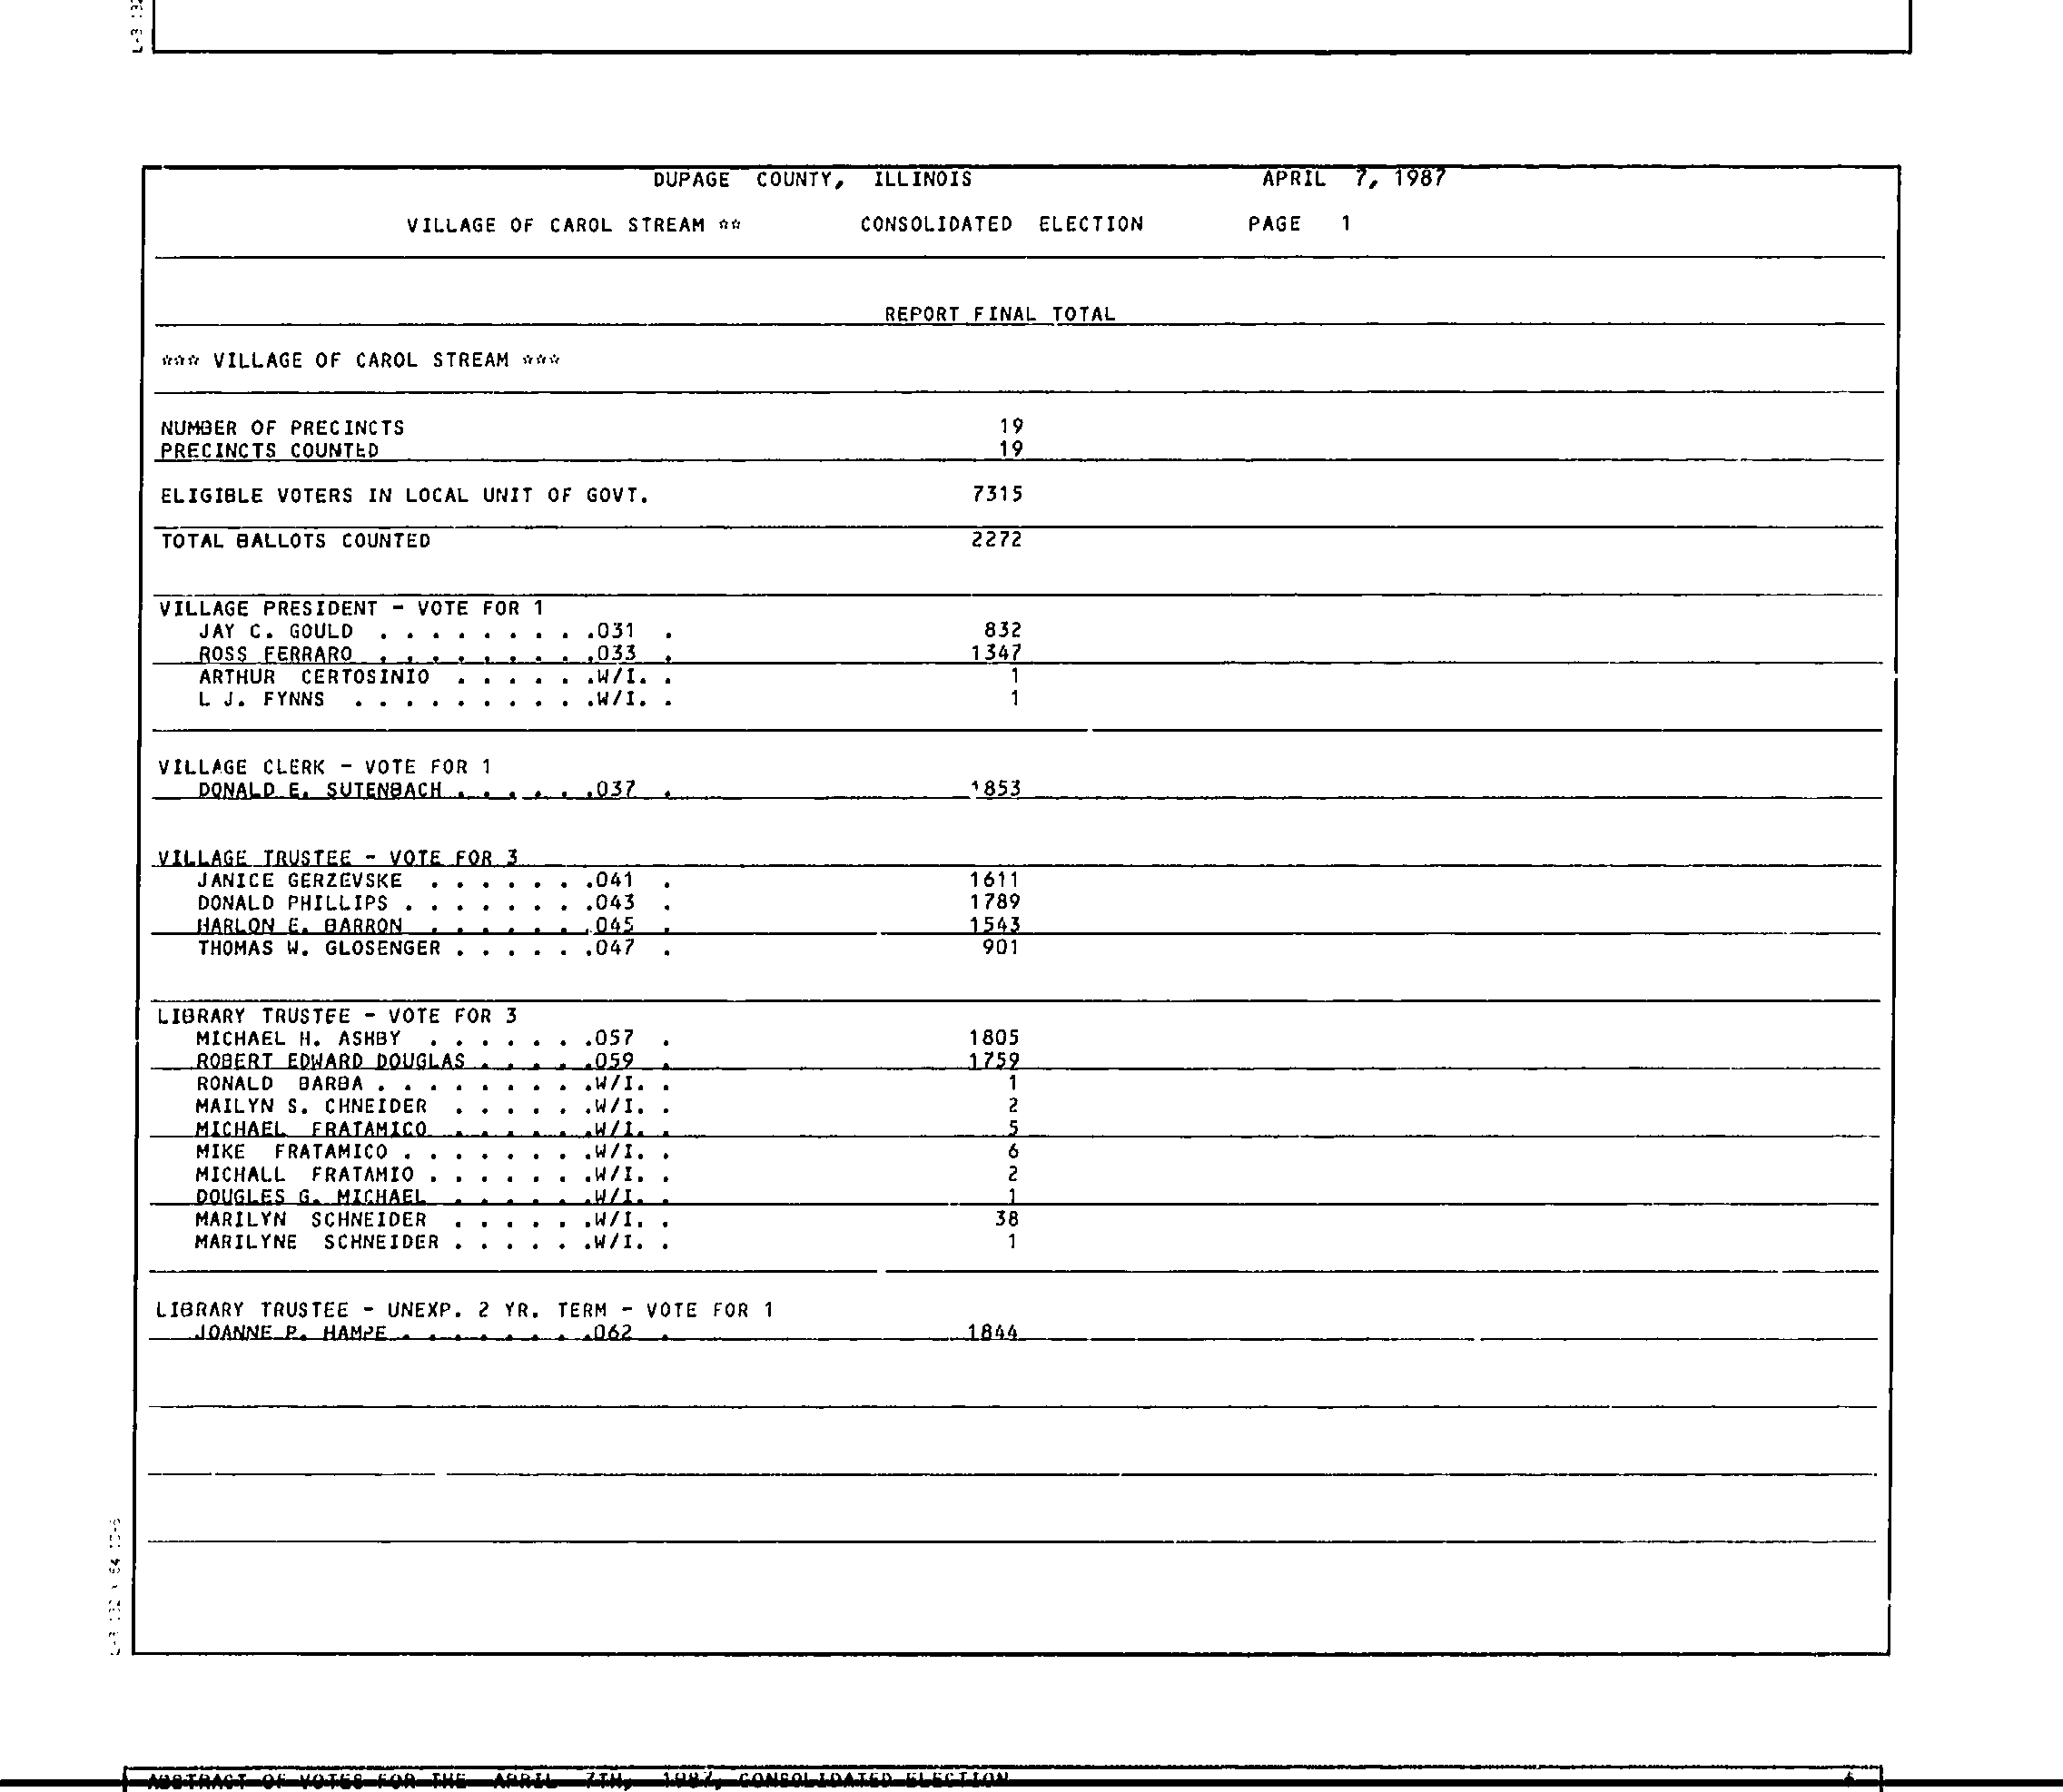 DUPAGE COUNTY, ILLINOIS APRIL 7, 1987
VILLAGE OF CAROL STREAM ** CONSOLIDATED ELECTION PAGE 1
REPORT FINAL TOTAL
*** VILLAGE OF CAROL STREAM ***
NUMBER OF PRECINCTS 19
PRECINCTS COUNTED 19
ELIGIBLE VOTERS IN LOCAL UNIT OF GOVT. 7315
TOTAL BALLOTS COUNTED 2272
VILLAGE PRESIDENT - VOTE FOR 1
JAY C. GOULD . . . . . . . . .031 . 832
ROSS FERRARO . . . . . . . . .033 . 1347
ARTHUR CERTOSINIO . . . . . .W/I. . 1
L J. FYNNS . . . . . . . . . .W/I. . 1
VILLAGE CLERK - VOTE FOR 1
DONALD E. SUTENBACH . . . . . .037 . 1853
VILLAGE TRUSTEE - VOTE FOR 3
JANICE GERZEVSKE . . . . . . .041 . 1611
DONALD PHILLIPS . . . . . . . .043 . 1789
HARLON E. BARRON . . . . . . .045 . 1543
THOMAS W. GLOSENGER . . . . . .047 . 901
LIBRARY TRUSTEE - VOTE FOR 3
MICHAEL H. ASHBY . . . . . . .057 . 1805
ROBERT EDWARD DOUGLAS . . . . .059 . 1759
RONALD BARBA . . . . . . . . .W/I. . 1
MAILYN S. CHNEIDER . . . . . .W/I. . 2
MICHAEL FRATAMICO . . . . . .W/I. . 5
MIKE FRATAMICO . . . . . . . .W/I. . 6
MICHALL FRATAMIO . . . . . . .W/I. . 2
DOUGLES G. MICHAEL . . . . . .W/I. . 1
MARILYN SCHNEIDER . . . . . .W/I. . 38
MARILYNE SCHNEIDER . . . . . .W/I. . 1
LIBRARY TRUSTEE - UNEXP. 2 YR. TERM - VOTE FOR 1
JOANNE P. HAMPE . . . . . . . .062 . 1844
ABSTRACT OF VOTES FOR THE APRIL 7TH, 1987, CONSOLIDATED ELECTION